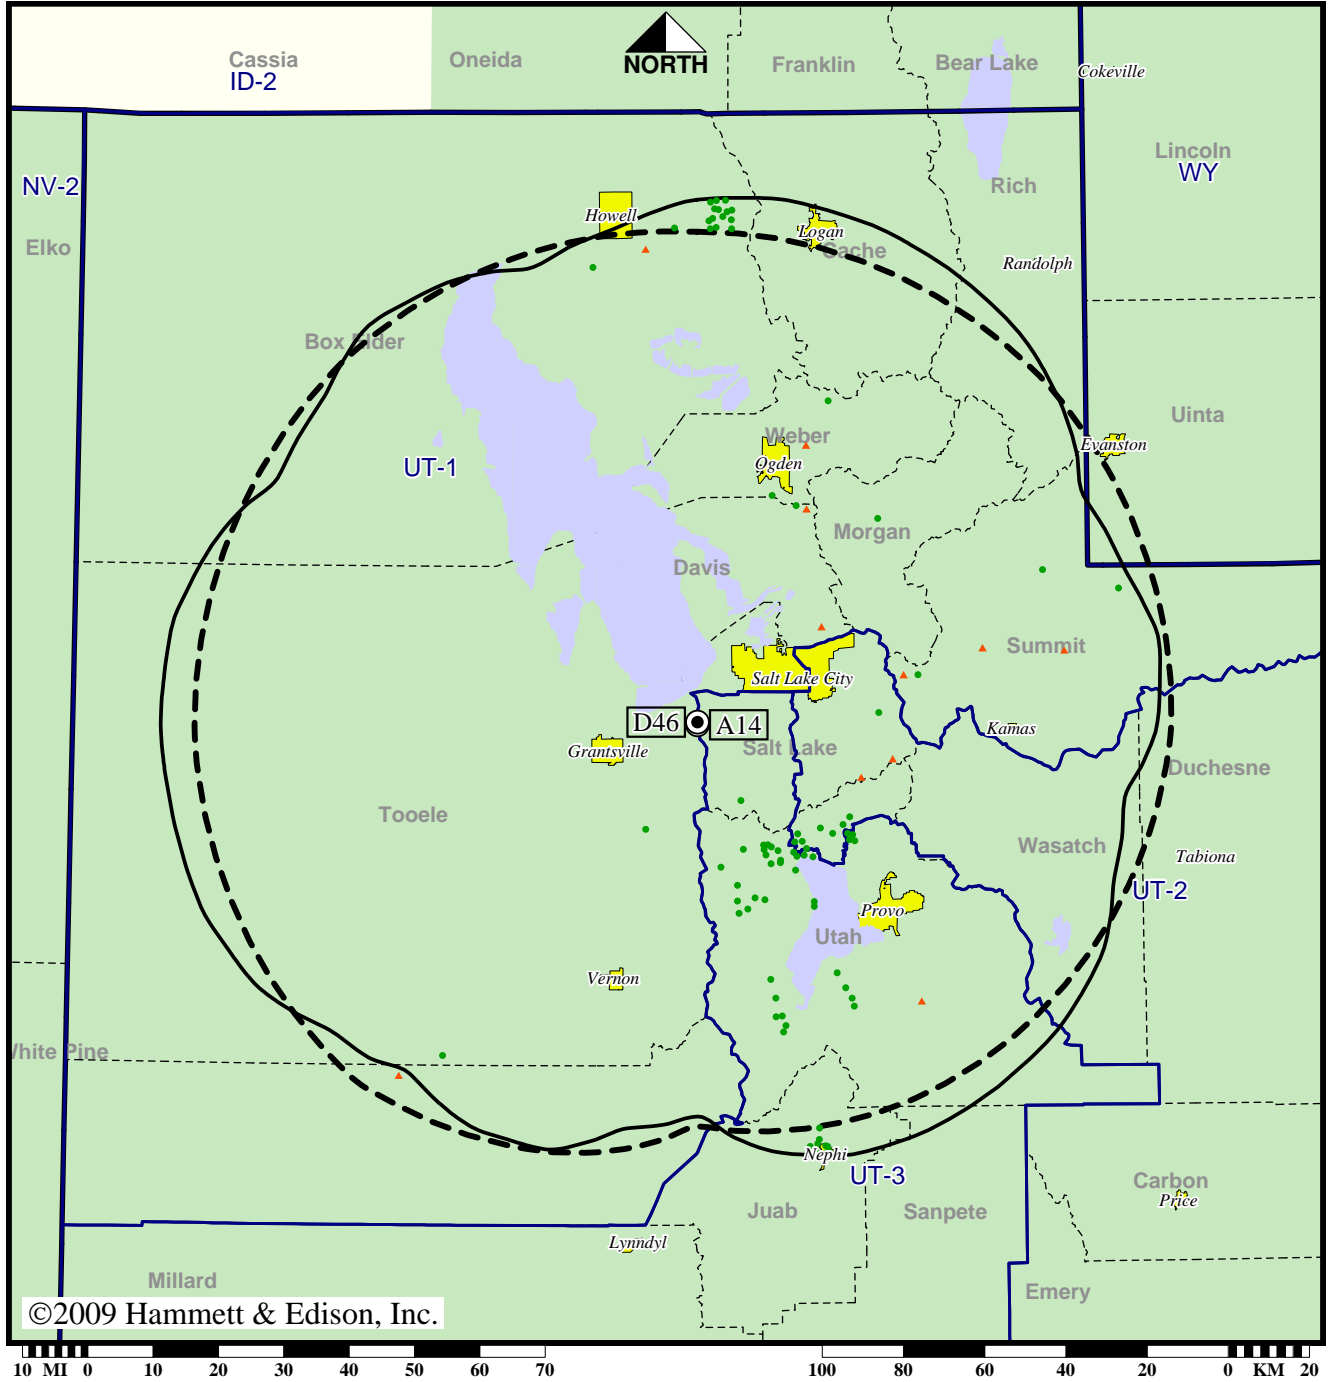 Cassia
Oneida
Franklin
Bear Lake
ID-2
NORTH
Cokeville
Lincoln
WY
NV-2
Rich
Howell
Logan
Cache
Elko
Randolph
Box Elder
Uinta
Weber
Evanston
Ogden
UT-1
Morgan
Davis
Summit
Salt Lake City
D46
A14
Kamas
Grantsville
Salt Lake
Duchesne
Tooele
Wasatch
Tabiona
UT-2
Provo
Utah
Vernon
White Pine
Nephi
UT-3
Carbon
Price
Juab
Sanpete
Lynndyl
Millard
Emery
©2009 Hammett & Edison, Inc.
10 MI 0 10 20 30 40 50 60 70 100 80 60 40 20 0 KM 20